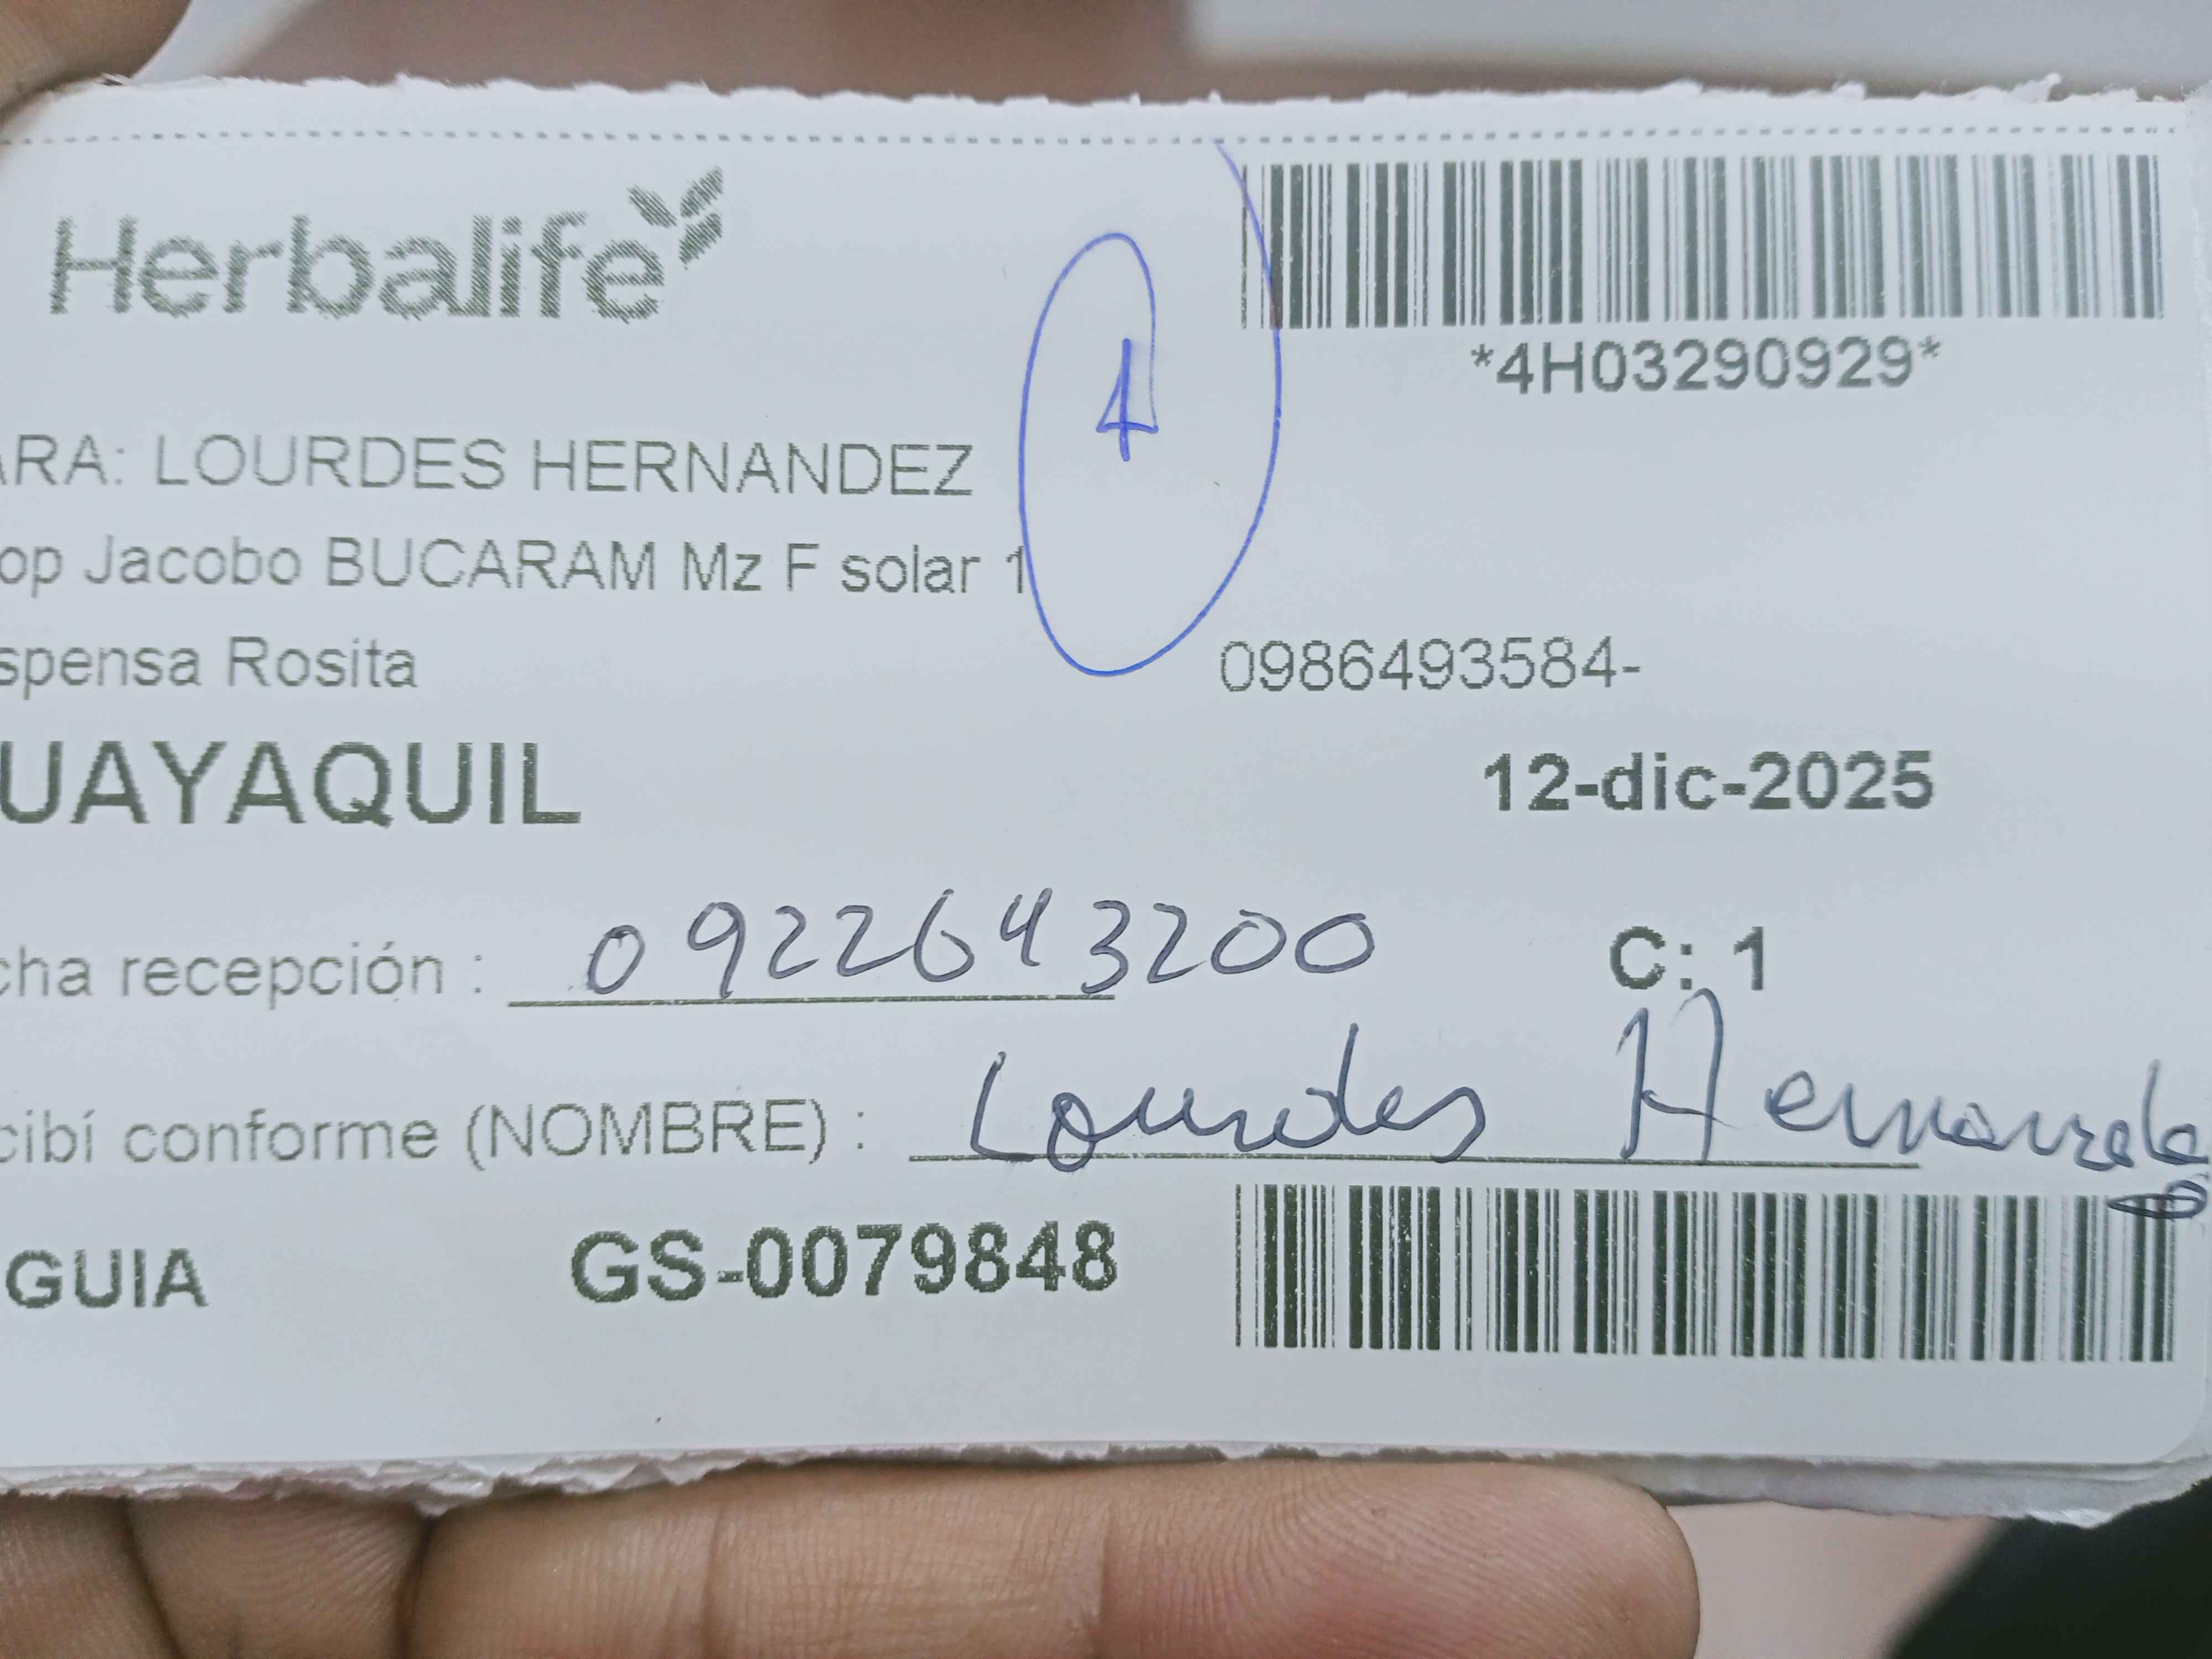 Herbalife
*4H03290929*
4
ARA: LOURDES HERNANDEZ
op Jacobo BUCARAM Mz F solar 1
spensa Rosita
0986493584-
UAYAQUIL
12-dic-2025
cha recepción : 0922643200
C: 1
cibí conforme (NOMBRE) : Lourdes Hernandez
GUIA GS-0079848